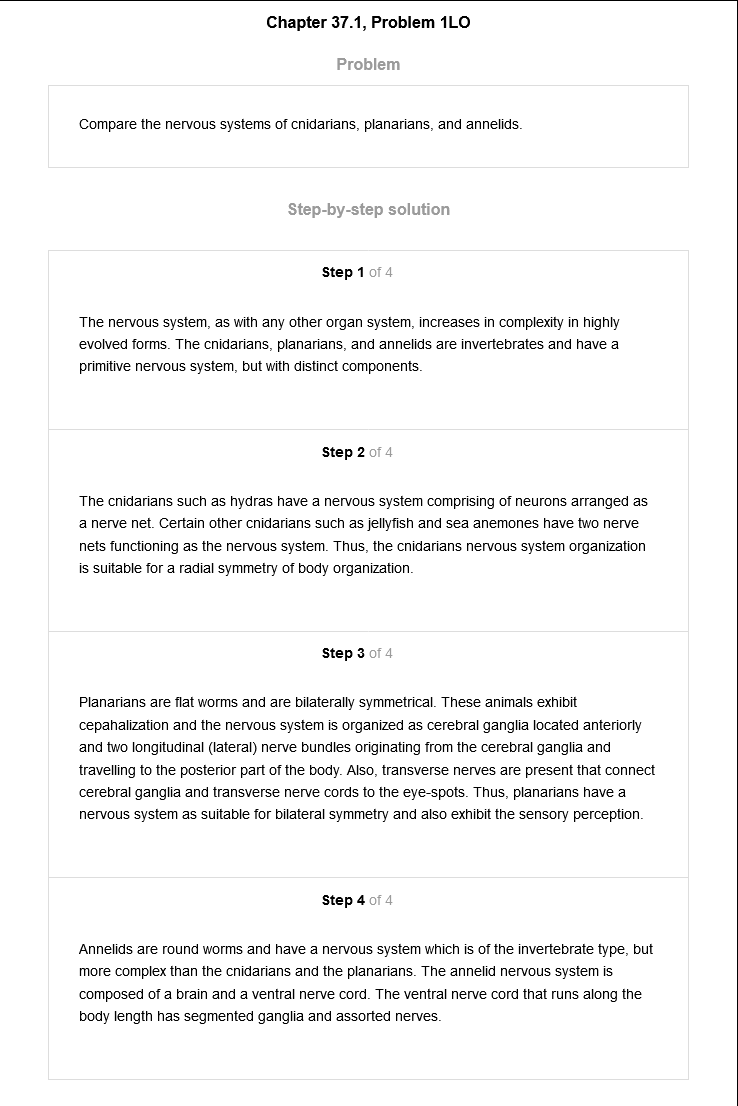 Chapter 37.1, Problem 1LO
Problem
Compare the nervous systems of cnidarians, planarians, and annelids.
Step-by-step solution
Step 1 of 4
The nervous system, as with any other organ system, increases in complexity in highly
evolved forms. The cnidarians, planarians, and annelids are invertebrates and have a
primitive nervous system, but with distinct components.
Step 2 of 4
The cnidarians such as hydras have a nervous system comprising of neurons arranged as
a nerve net. Certain other cnidarians such as jellyfish and sea anemones have two nerve
nets functioning as the nervous system. Thus, the cnidarians nervous system organization
is suitable for a radial symmetry of body organization.
Step 3 of 4
Planarians are flat worms and are bilaterally symmetrical. These animals exhibit
cepahalization and the nervous system is organized as cerebral ganglia located anteriorly
and two longitudinal (lateral) nerve bundles originating from the cerebral ganglia and
travelling to the posterior part of the body. Also, transverse nerves are present that connect
cerebral ganglia and transverse nerve cords to the eye-spots. Thus, planarians have a
nervous system as suitable for bilateral symmetry and also exhibit the sensory perception.
Step 4 of 4
Annelids are round worms and have a nervous system which is of the invertebrate type, but
more complex than the cnidarians and the planarians. The annelid nervous system is
composed of a brain and a ventral nerve cord. The ventral nerve cord that runs along the
body length has segmented ganglia and assorted nerves.